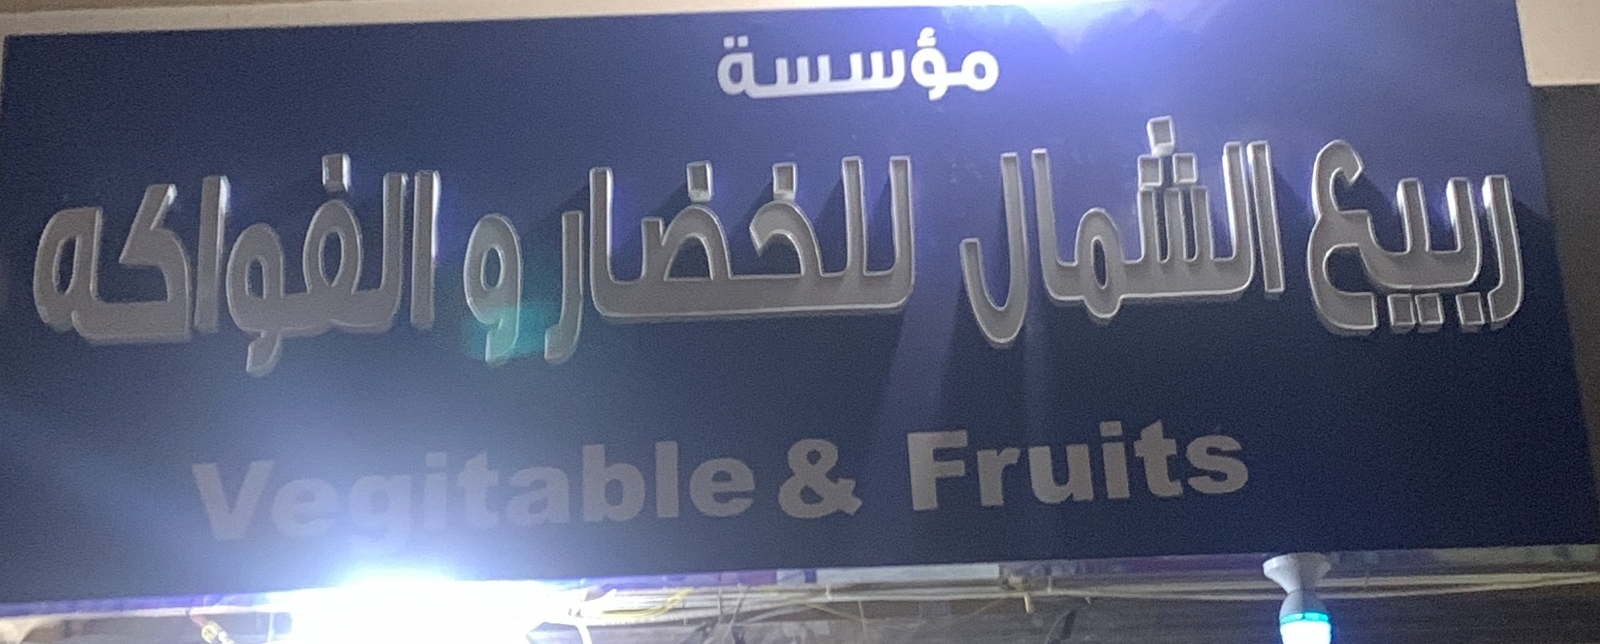 مؤسسة
ربيع الشمال للخضار و الفواكه
Vegitable & Fruits